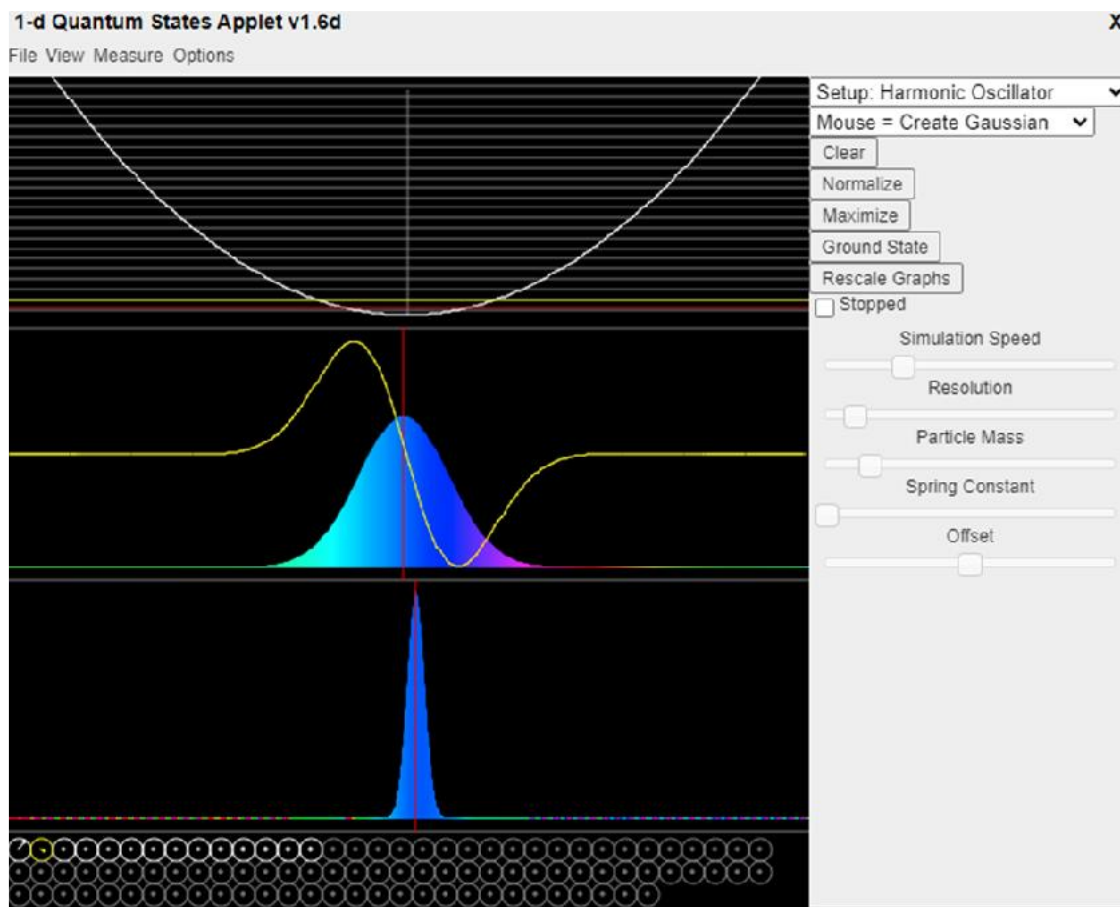 1-d Quantum States Applet v1.6d
X
File View Measure Options
Setup: Harmonic Oscillator
Mouse = Create Gaussian
Clear
Normalize
Maximize
Ground State
Rescale Graphs
Stopped
Simulation Speed
Resolution
Particle Mass
Spring Constant
Offset